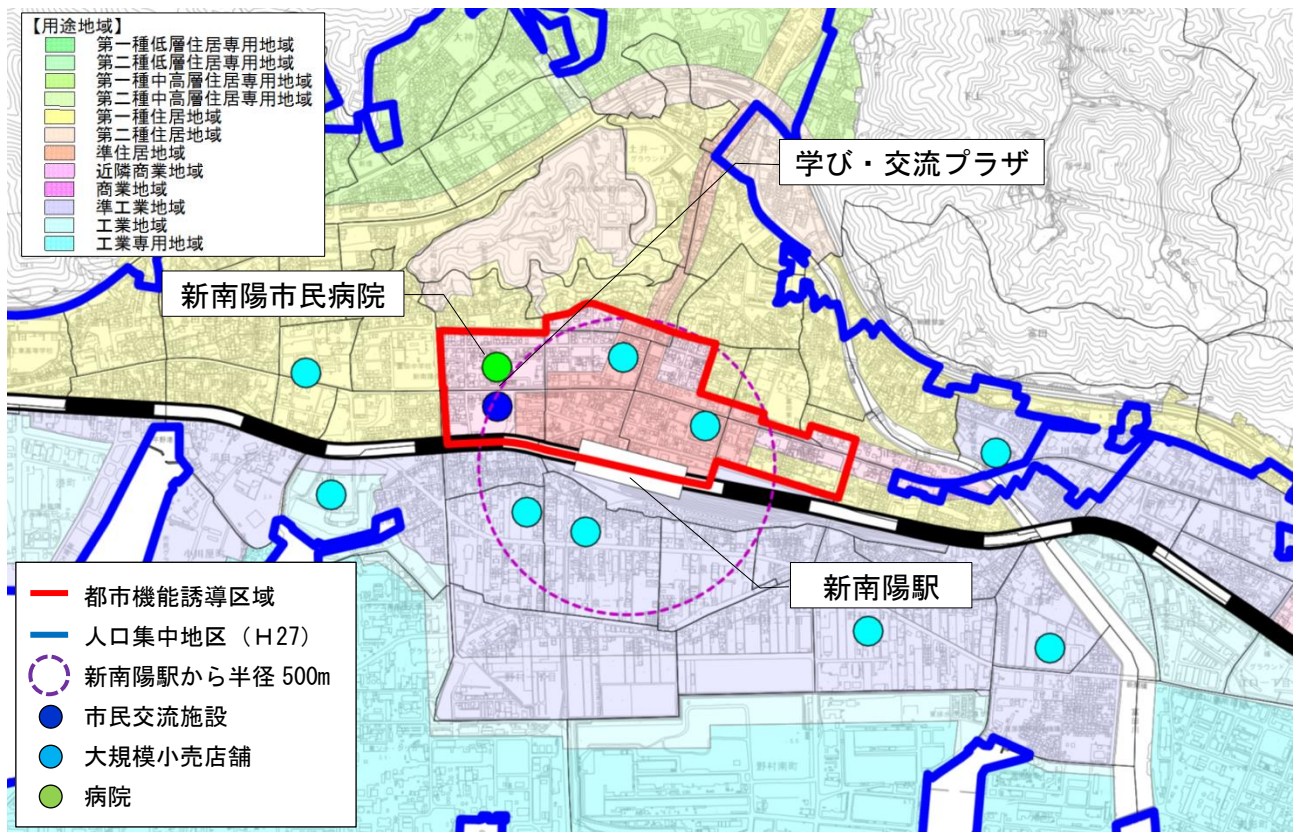 【用途地域】
第一種低層住居専用地域
第二種低層住居専用地域
第一種中高層住居専用地域
第二種中高層住居専用地域
第一種住居地域
第二種住居地域
準住居地域
近隣商業地域
商業地域
準工業地域
工業地域
工業専用地域
学び・交流プラザ
新南陽市民病院
新南陽駅
野村南町
都市機能誘導区域
人口集中地区(H27)
新南陽駅から半径500m
市民交流施設
大規模小売店舗
病院